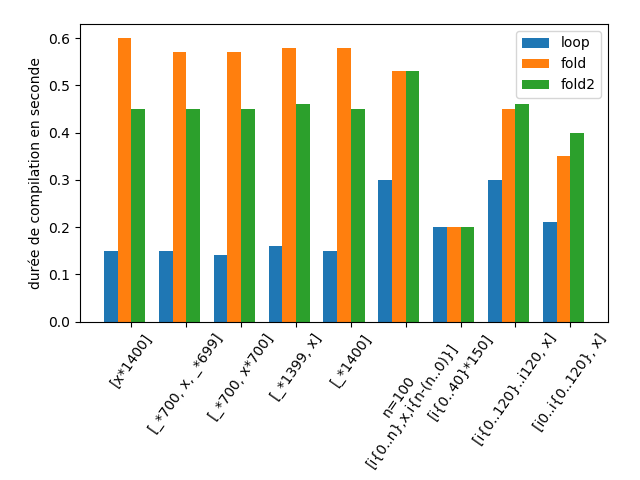 0.6
0.5
0.4
0.3
0.2
0.1
0.0
durée de compilation en seconde
loop
fold
fold2
[x*1400]
[_*700, x, _*699]
[_*700, x*700]
[_*1399, x]
[_*1400]
n=100
[i{0..n},x,i{n-(n..0)}]
[i{0..40}*150]
[i{0..120}..i120, x]
[i0..i{0..120}, x]